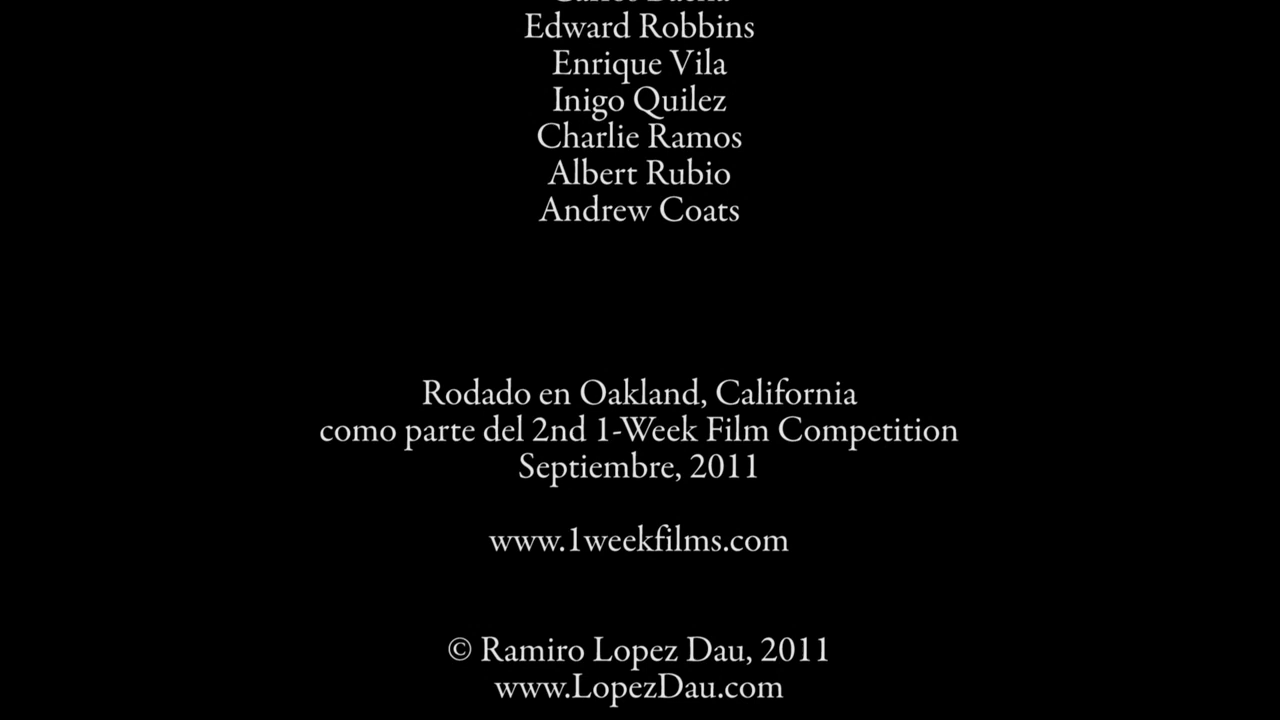 Edward Robbins
Enrique Vila
Inigo Quilez
Charlie Ramos
Albert Rubio
Andrew Coats
Rodado en Oakland, California
como parte del 2nd 1-Week Film Competition
Septiembre, 2011
www.1weekfilms.com
© Ramiro Lopez Dau, 2011
www.LopezDau.com